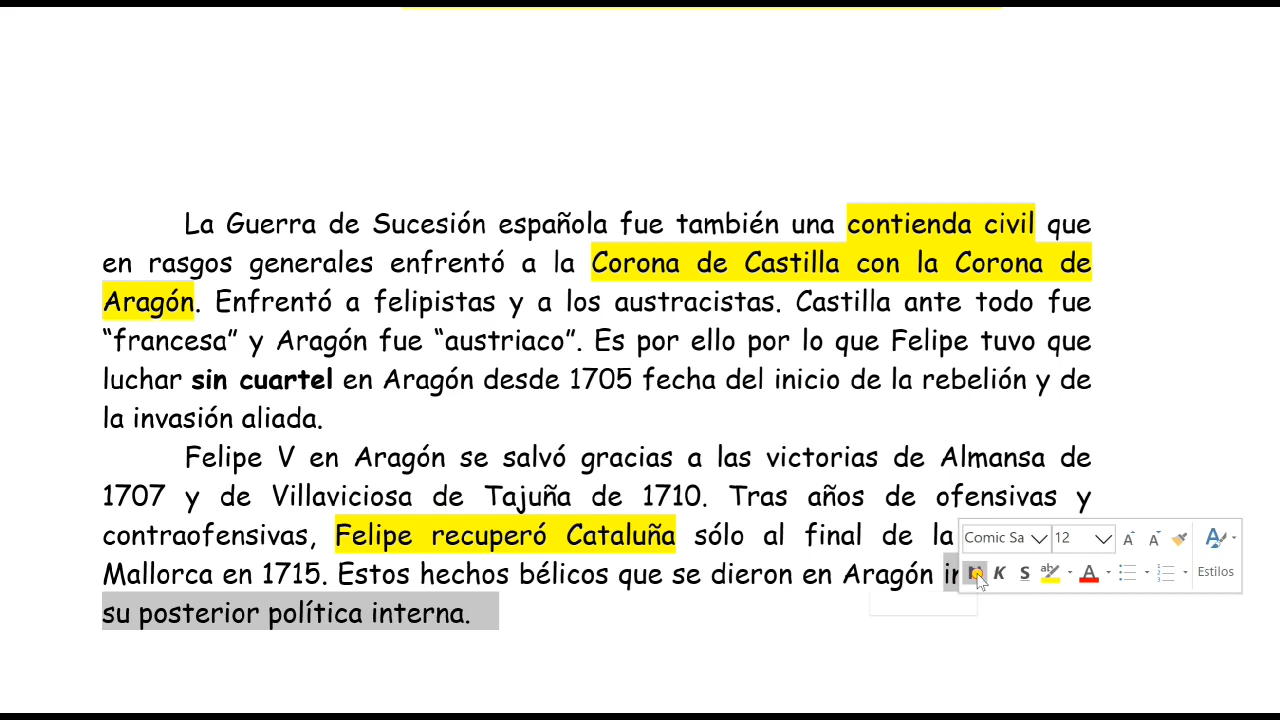 La Guerra de Sucesión española fue también una contienda civil que
en rasgos generales enfrentó a la Corona de Castilla con la Corona de
Aragón. Enfrentó a felipistas y a los austracistas. Castilla ante todo fue
“francesa” y Aragón fue “austriaco”. Es por ello por lo que Felipe tuvo que
luchar sin cuartel en Aragón desde 1705 fecha del inicio de la rebelión y de
la invasión aliada.
Felipe V en Aragón se salvó gracias a las victorias de Almansa de
1707 y de Villaviciosa de Tajuña de 1710. Tras años de ofensivas y
contraofensivas, Felipe recuperó Cataluña sólo al final de la
Comic Sa 12
Mallorca en 1715. Estos hechos bélicos que se dieron en Aragón
K S Estilos
su posterior política interna.